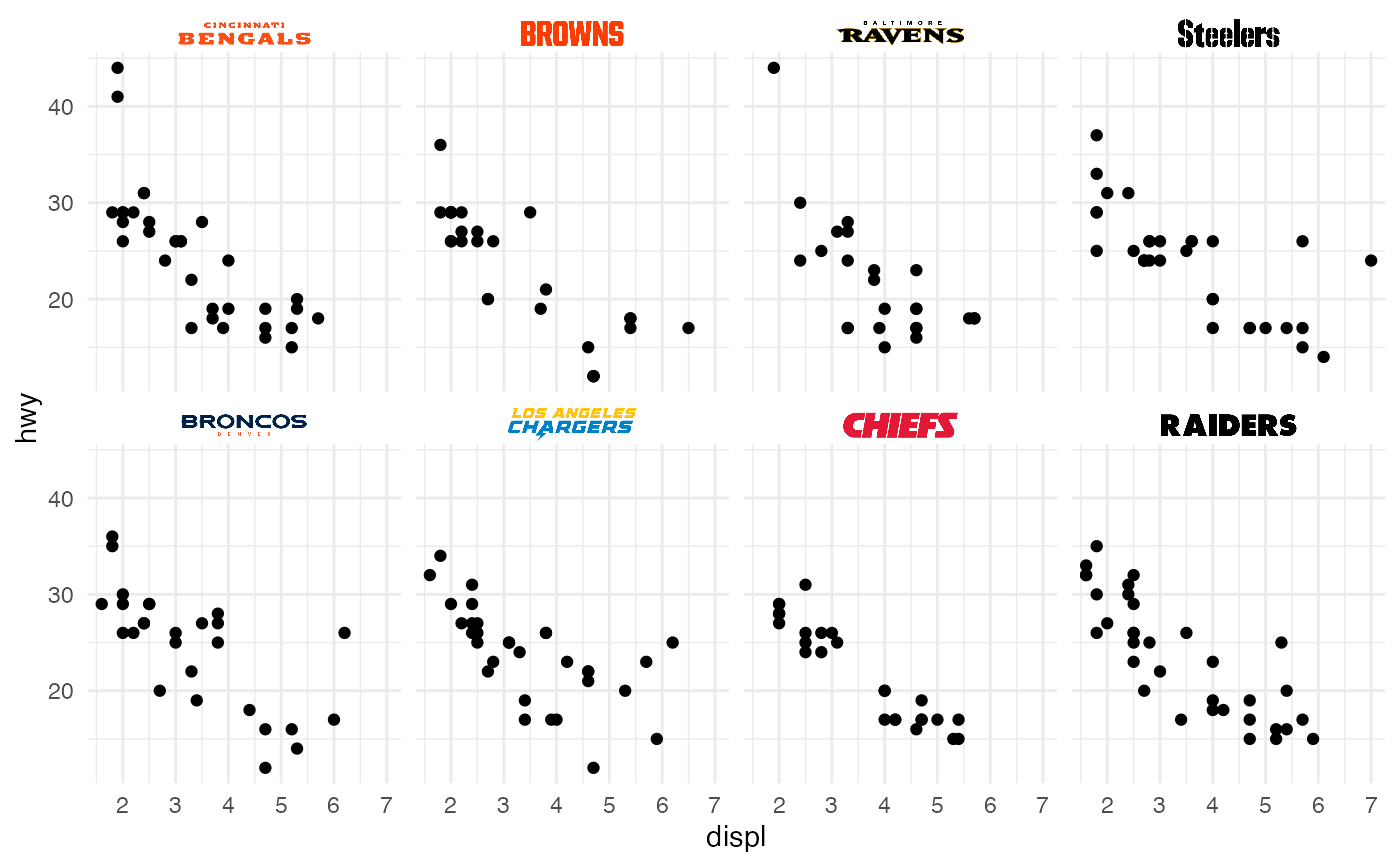 CINCINNATI
BENGALS
BROWNS
BALTIMORE
RAVENS
Steelers
40
30
20
hwy
BRONCOS
DENVER
LOS ANGELES
CHARGERS
CHIEFS
RAIDERS
40
30
20
2 3 4 5 6 7
2 3 4 5 6 7
2 3 4 5 6 7
2 3 4 5 6 7
displ